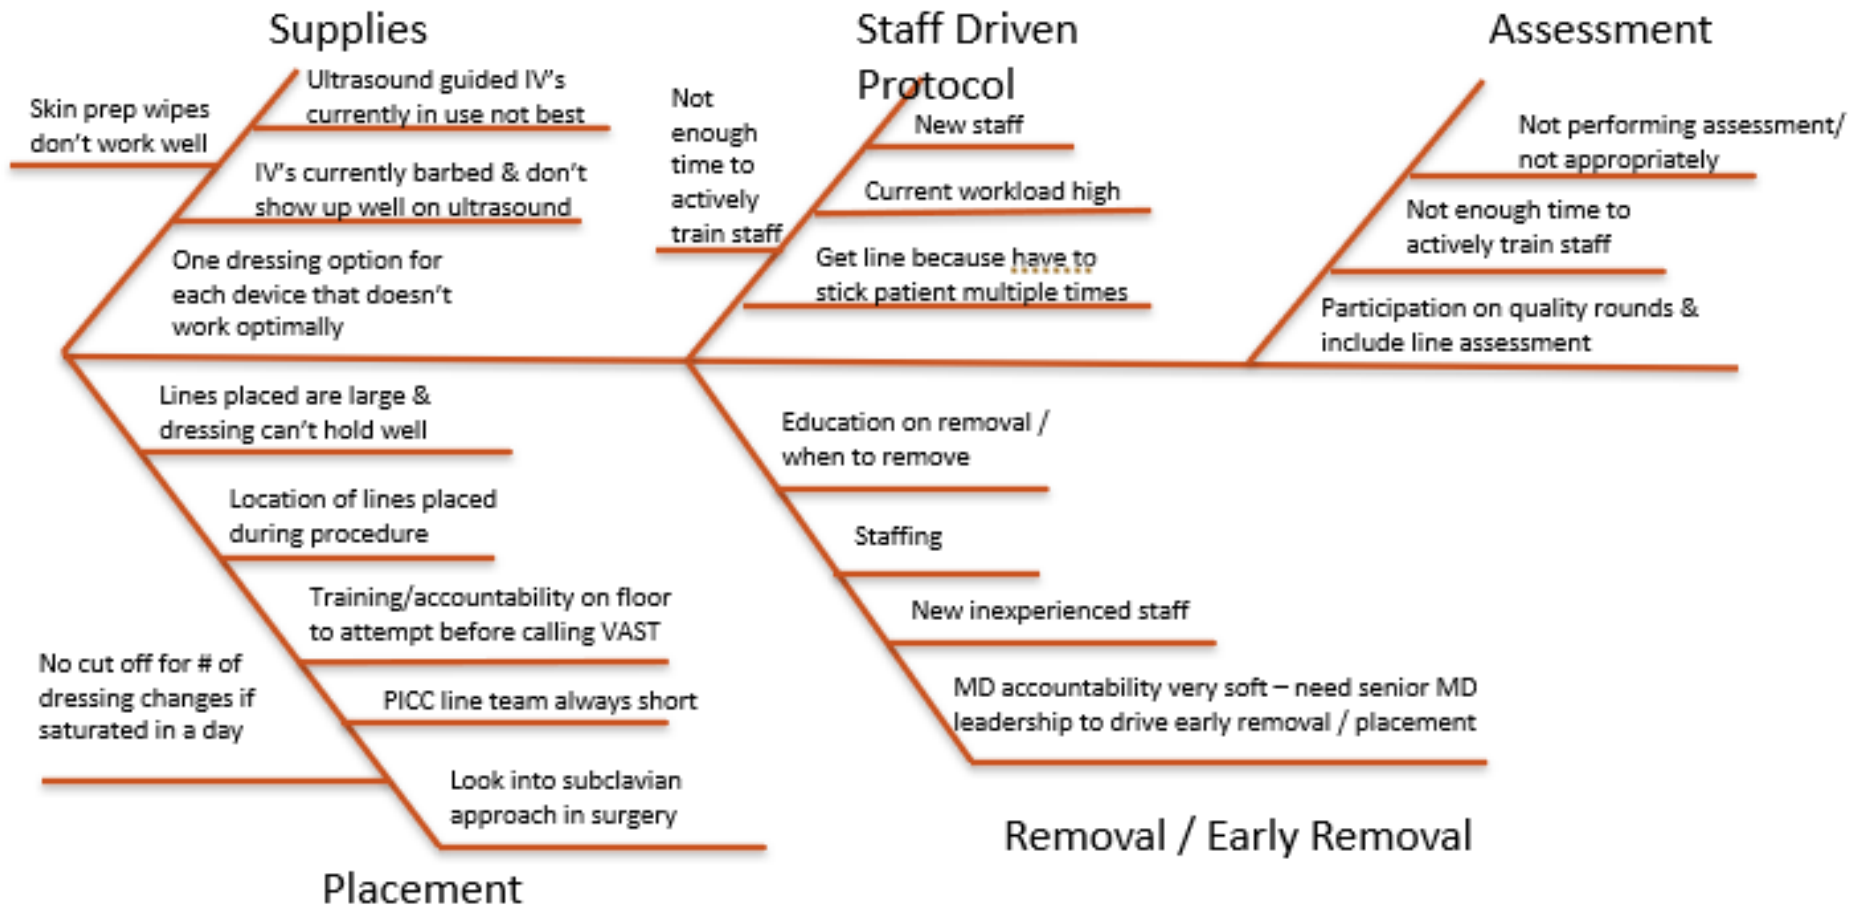 Supplies
Skin prep wipes
don't work well
Ultrasound guided IV's
currently in use not best
IV's currently barbed & don't
show up well on ultrasound
One dressing option for
each device that doesn't
work optimally
Staff Driven
Protocol
Not
enough
time to
actively
train staff
New staff
Current workload high
Get line because have to
stick patient multiple times
Assessment
Not performing assessment/
not appropriately
Not enough time to
actively train staff
Participation on quality rounds &
include line assessment
Lines placed are large &
dressing can't hold well
Location of lines placed
during procedure
Training/accountability on floor
to attempt before calling VAST
No cut off for # of
dressing changes if
saturated in a day
PICC line team always short
Look into subclavian
approach in surgery
Placement
Education on removal /
when to remove
Staffing
New inexperienced staff
MD accountability very soft – need senior MD
leadership to drive early removal / placement
Removal / Early Removal